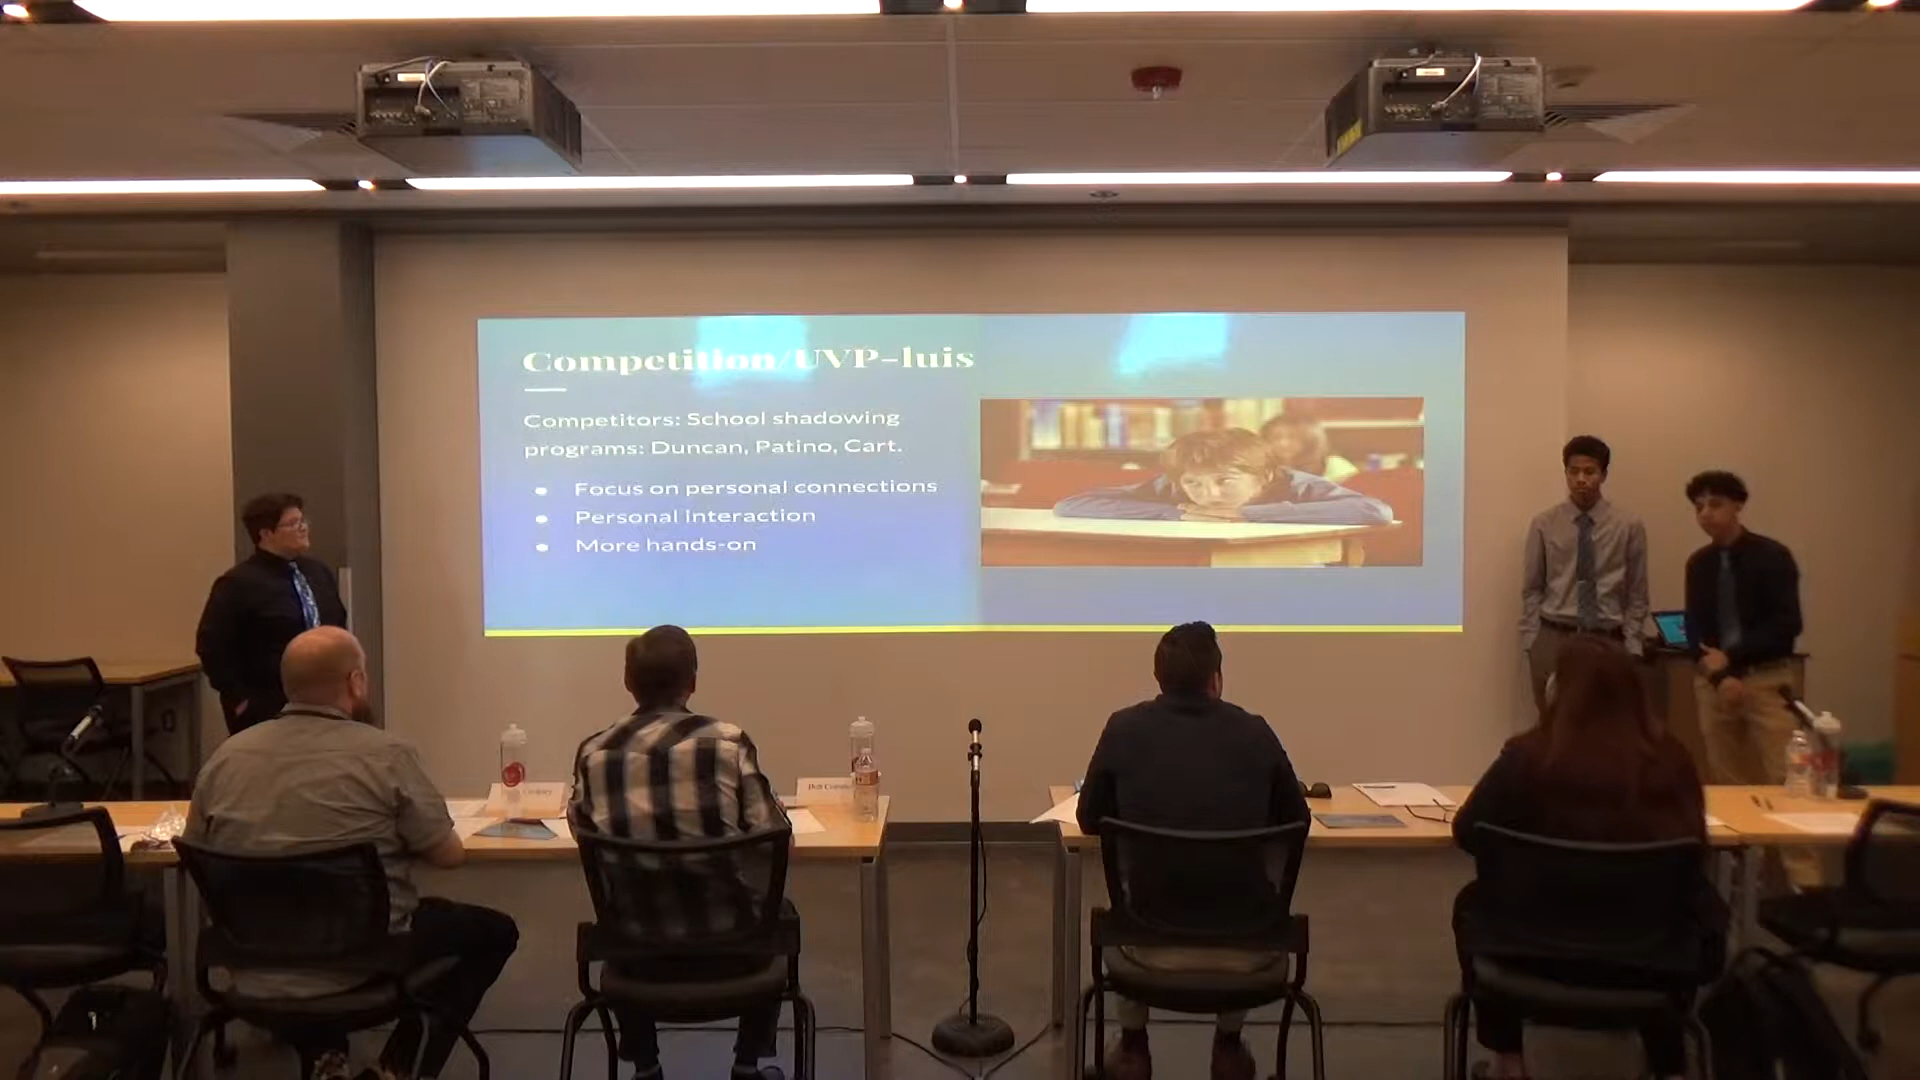 Competition/UVP-luis
Competitors: School shadowing
programs: Duncan, Patino, Cart.
Focus on personal connections
Personal Interaction
More hands-on